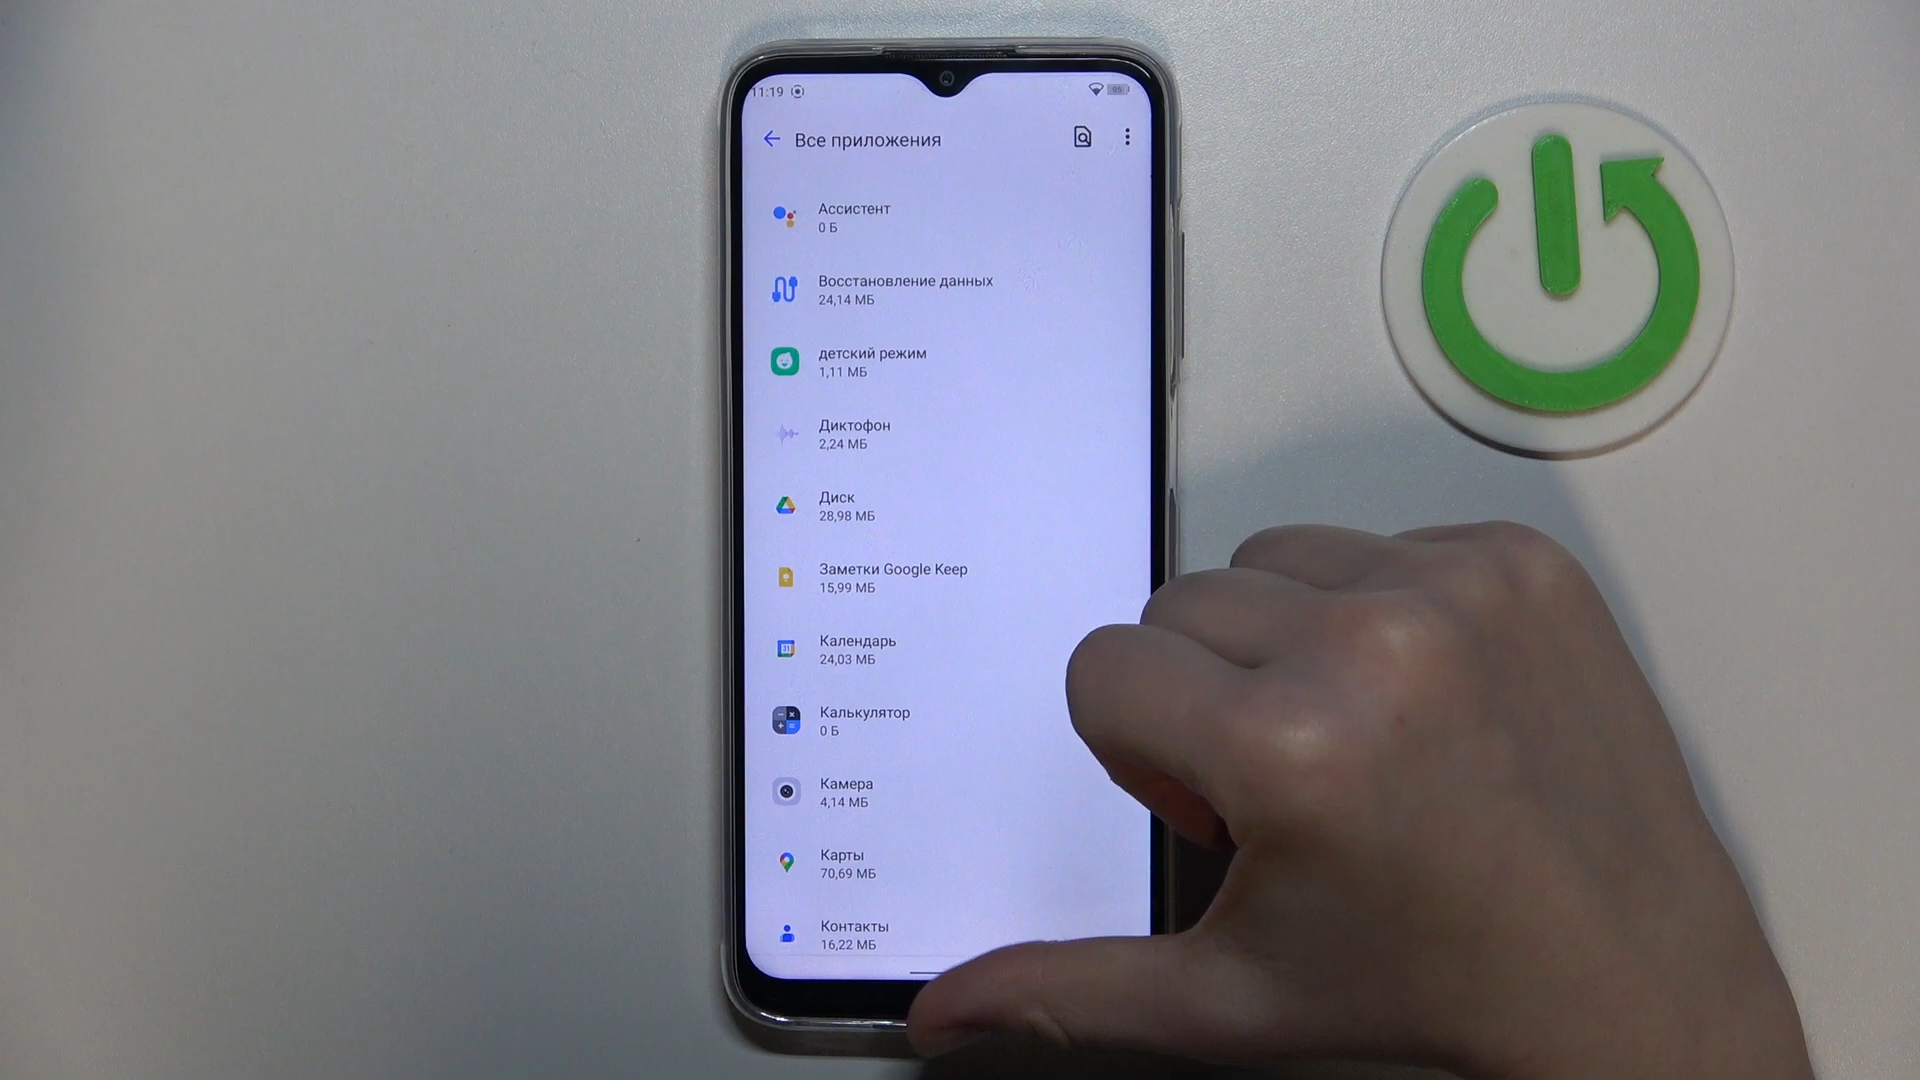 11:19
95
Все приложения
Ассистент
0 Б
Восстановление данных
24,14 МБ
детский режим
1,11 МБ
Диктофон
2,24 МБ
Диск
28,98 МБ
Заметки Google Keep
15,99 МБ
31
Календарь
24,03 МБ
Калькулятор
0 Б
Камера
4,14 МБ
Карты
70,69 МБ
Контакты
16,22 МБ